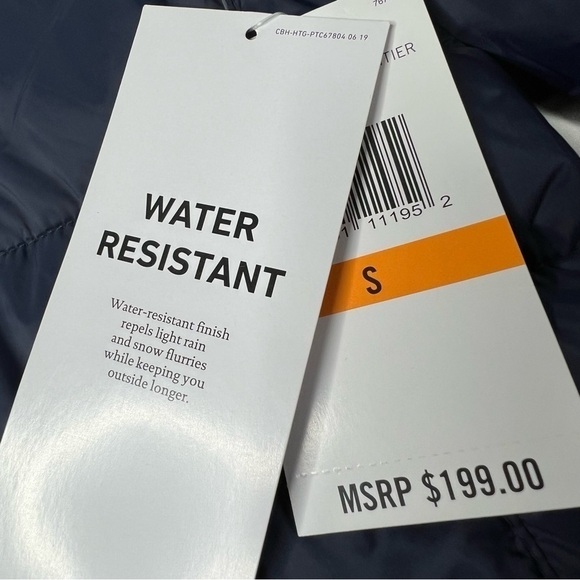 CBH-HTG-PTC67804 06 19
WATER
RESISTANT
Water-resistant finish
repels light rain
and snow flurries
while keeping you
outside longer.
TIER
11195 2
S
MSRP $199.00